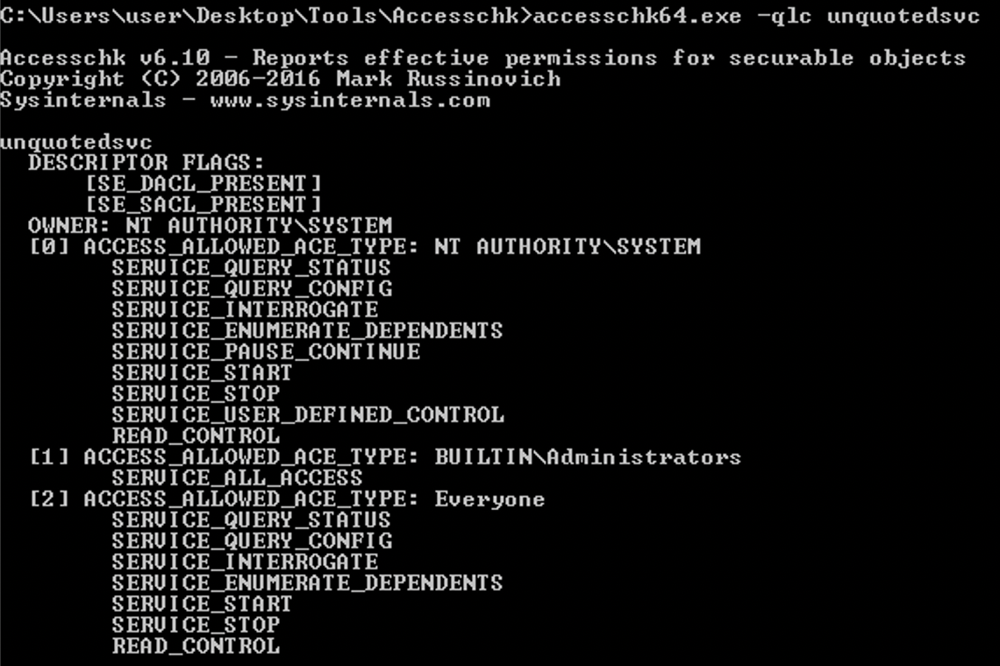 C:\Users\user\Desktop\Tools\Accesschk>accesschk64.exe -qlc unquotedsvc
Accesschk v6.10 - Reports effective permissions for securable objects
Copyright (C) 2006-2016 Mark Russinovich
Sysinternals - www.sysinternals.com
unquotedsvc
DESCRIPTOR FLAGS:
[SE_DACL_PRESENT]
[SE_SACL_PRESENT]
OWNER: NT AUTHORITY\SYSTEM
[0] ACCESS_ALLOWED_ACE_TYPE: NT AUTHORITY\SYSTEM
SERVICE_QUERY_STATUS
SERVICE_QUERY_CONFIG
SERVICE_INTERROGATE
SERVICE_ENUMERATE_DEPENDENTS
SERVICE_PAUSE_CONTINUE
SERVICE_START
SERVICE_STOP
SERVICE_USER_DEFINED_CONTROL
READ_CONTROL
[1] ACCESS_ALLOWED_ACE_TYPE: BUILTIN\Administrators
SERVICE_ALL_ACCESS
[2] ACCESS_ALLOWED_ACE_TYPE: Everyone
SERVICE_QUERY_STATUS
SERVICE_QUERY_CONFIG
SERVICE_INTERROGATE
SERVICE_ENUMERATE_DEPENDENTS
SERVICE_START
SERVICE_STOP
READ_CONTROL